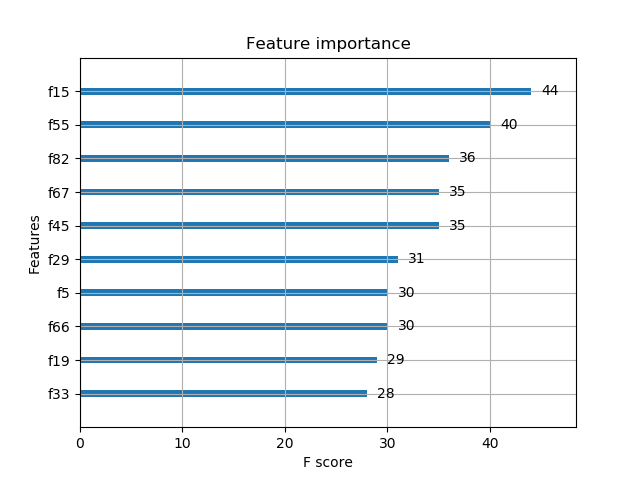 Feature importance
f15 44
f55 40
f82 36
f67 35
f45 35
f29 31
f5 30
f66 30
f19 29
f33 28
0 10 20 30 40
F score
Features